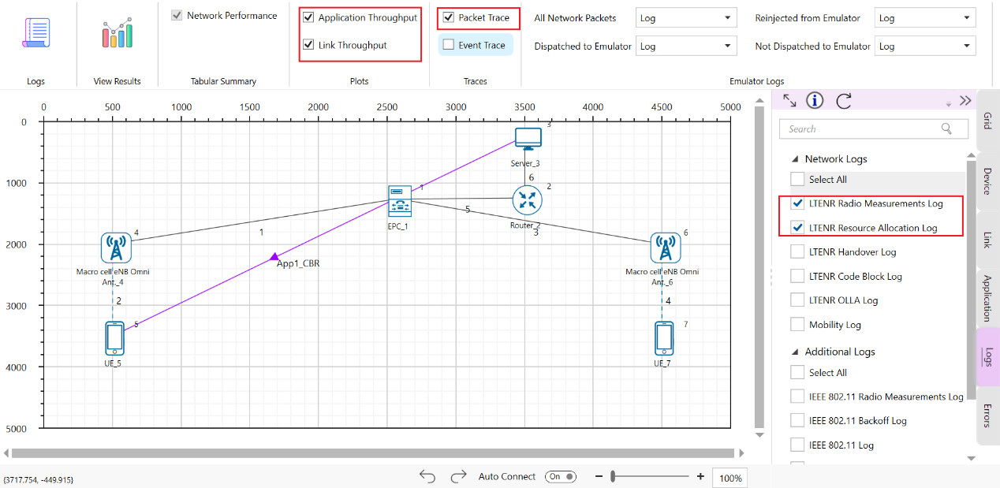 Network Performance
Application Throughput
Link Throughput
Packet Trace
Event Trace
All Network Packets
Log
Dispatched to Emulator
Log
Reinjected from Emulator
Log
Not Dispatched to Emulator
Log
Logs
View Results
Tabular Summary
Plots
Traces
Emulator Logs
0 500 1000 1500 2000 2500 3000 3500 4000 4500 5000
0
1000
2000
3000
4000
5000
3
Server_3
6
2
Router_2
1
EPC_1
5
3
1
4
Macro cell eNB Omni
Ant._4
2
5
UE_5
App1_CBR
6
Macro cell eNB Omni
Ant._6
4
7
UE_7
Search
Network Logs
Select All
LTENR Radio Measurements Log
LTENR Resource Allocation Log
LTENR Handover Log
LTENR Code Block Log
LTENR OLLA Log
Mobility Log
Additional Logs
Select All
IEEE 802.11 Radio Measurements Log
IEEE 802.11 Backoff Log
IEEE 802.11 Log
Grid
Device
Link
Application
Logs
Errors
{3717.754, -449.915}
Auto Connect
On
100%